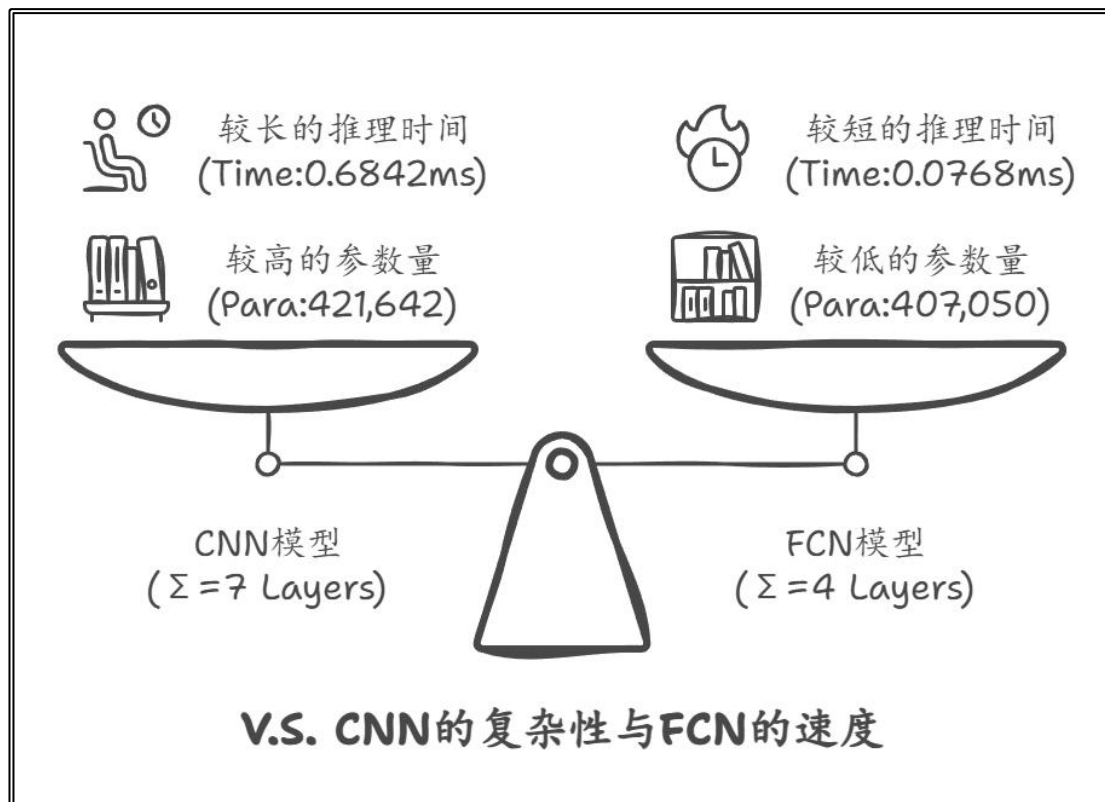 较长的推理时间
(Time:0.6842ms)
较高的参数量
(Para:421,642)
较短的推理时间
(Time:0.0768ms)
较低的参数量
(Para:407,050)
CNN模型
(Σ=7 Layers)
FCN模型
(Σ=4 Layers)
V.S. CNN的复杂性与FCN的速度